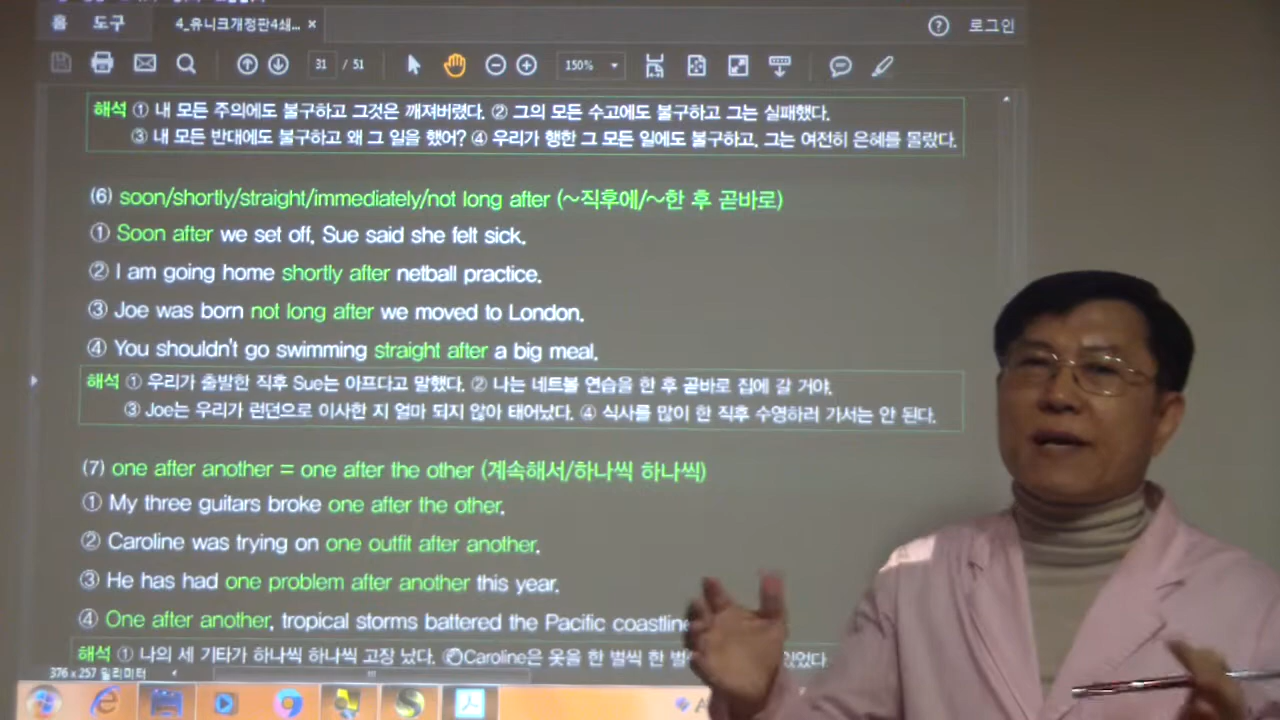 홈 도구 4_유니크개정판4쇄... × ? 로그인
31 / 51 150%
해석 ① 내 모든 주의에도 불구하고 그것은 깨져버렸다. ② 그의 모든 수고에도 불구하고 그는 실패했다.
③ 내 모든 반대에도 불구하고 왜 그 일을 했어? ④ 우리가 행한 그 모든 일에도 불구하고, 그는 여전히 은혜를 몰랐다.
(6) soon/shortly/straight/immediately/not long after (~직후에/~한 후 곧바로)
① Soon after we set off, Sue said she felt sick.
② I am going home shortly after netball practice.
③ Joe was born not long after we moved to London.
④ You shouldn't go swimming straight after a big meal.
해석 ① 우리가 출발한 직후 Sue는 아프다고 말했다. ② 나는 네트볼 연습을 한 후 곧바로 집에 갈 거야.
③ Joe는 우리가 런던으로 이사한 지 얼마 되지 않아 태어났다. ④ 식사를 많이 한 직후 수영하러 가서는 안 된다.
(7) one after another = one after the other (계속해서/하나씩 하나씩)
① My three guitars broke one after the other.
② Caroline was trying on one outfit after another.
③ He has had one problem after another this year.
④ One after another, tropical storms battered the Pacific coastline
해석 ① 나의 세 기타가 하나씩 하나씩 고장 났다. ② Caroline은 옷을 한 벌씩 한 있었다.
376 x 257 밀리미터